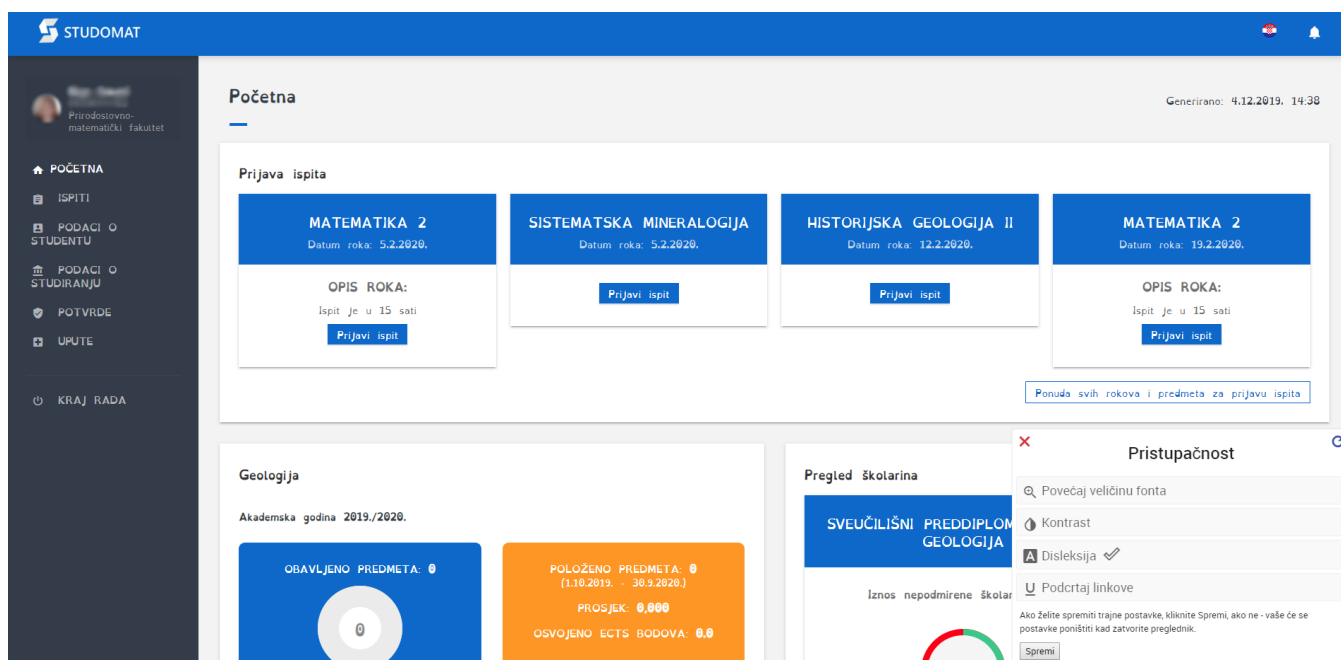 STUDOMAT
Prirodoslovno-
matematički fakultet
POČETNA
ISPITI
PODACI O
STUDENTU
PODACI O
STUDIRANJU
POTVRDE
UPUTE
KRAJ RADA
Početna
Generirano: 4.12.2019. 14:38
Prijava ispita
MATEMATIKA 2
Datum roka: 5.2.2020.
OPIS ROKA:
Ispit je u 15 sati
Prijavi ispit
SISTEMATSKA MINERALOGIJA
Datum roka: 5.2.2020.
Prijavi ispit
HISTORIJSKA GEOLOGIJA II
Datum roka: 12.2.2020.
Prijavi ispit
MATEMATIKA 2
Datum roka: 19.2.2020.
OPIS ROKA:
Ispit je u 15 sati
Prijavi ispit
Ponuda svih rokova i predmeta za prijavu ispita
Geologija
Akademska godina 2019./2020.
OBAVLJENO PREDMETA: 0
0
POLOŽENO PREDMETA: 0
(1.10.2019. - 30.9.2020.)
PROSJEK: 0,000
OSVOJENO ECTS BODOVA: 0.0
Pregled školarina
SVEUČILIŠNI PREDDIPLOM
GEOLOGIJA
Iznos nepodmirene školar
Pristupačnost
Povećaj veličinu fonta
Kontrast
A Disleksija
U Podcrtaj linkove
Ako želite spremiti trajne postavke, kliknite Spremi, ako ne - vaše će se
postavke poništiti kad zatvorite preglednik.
Spremi